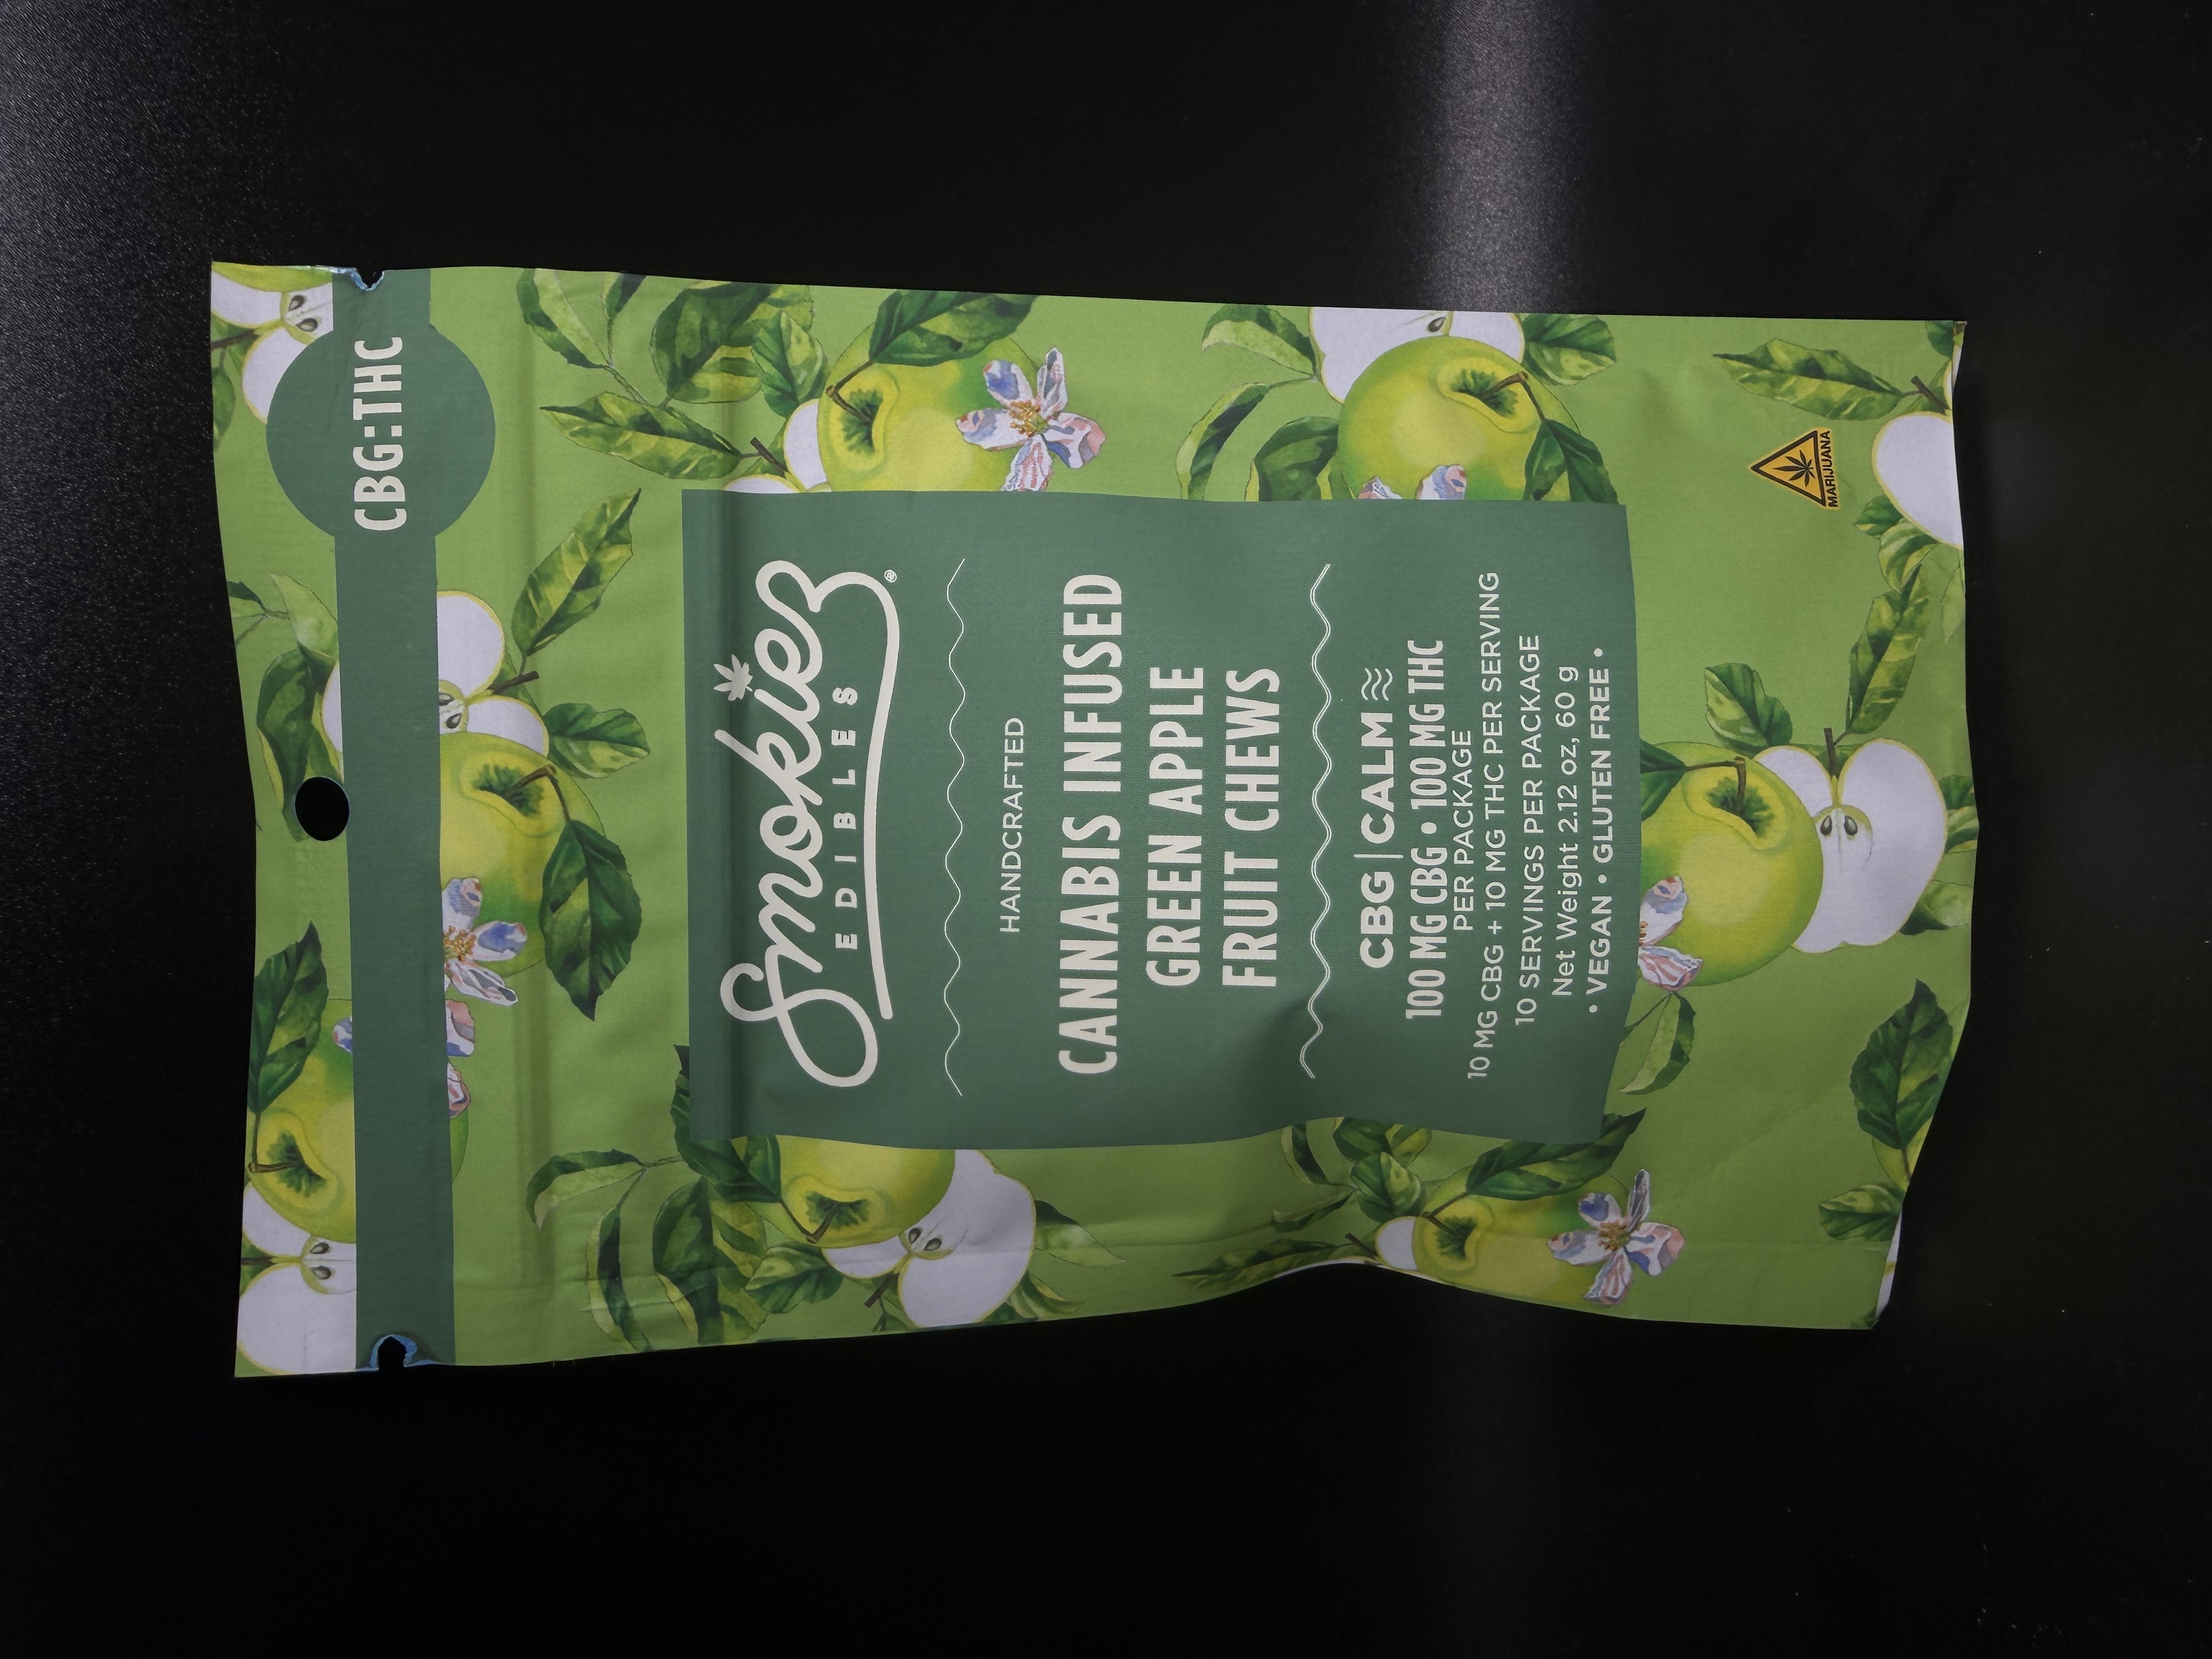 CBG:THC
Smokiez®
EDIBLES
HANDCRAFTED
CANNABIS INFUSED
GREEN APPLE
FRUIT CHEWS
CBG | CALM
100 MG CBG • 100 MG THC
PER PACKAGE
10 MG CBG + 10 MG THC PER SERVING
10 SERVINGS PER PACKAGE
Net Weight 2.12 oz, 60 g
• VEGAN • GLUTEN FREE •
MARIJUANA